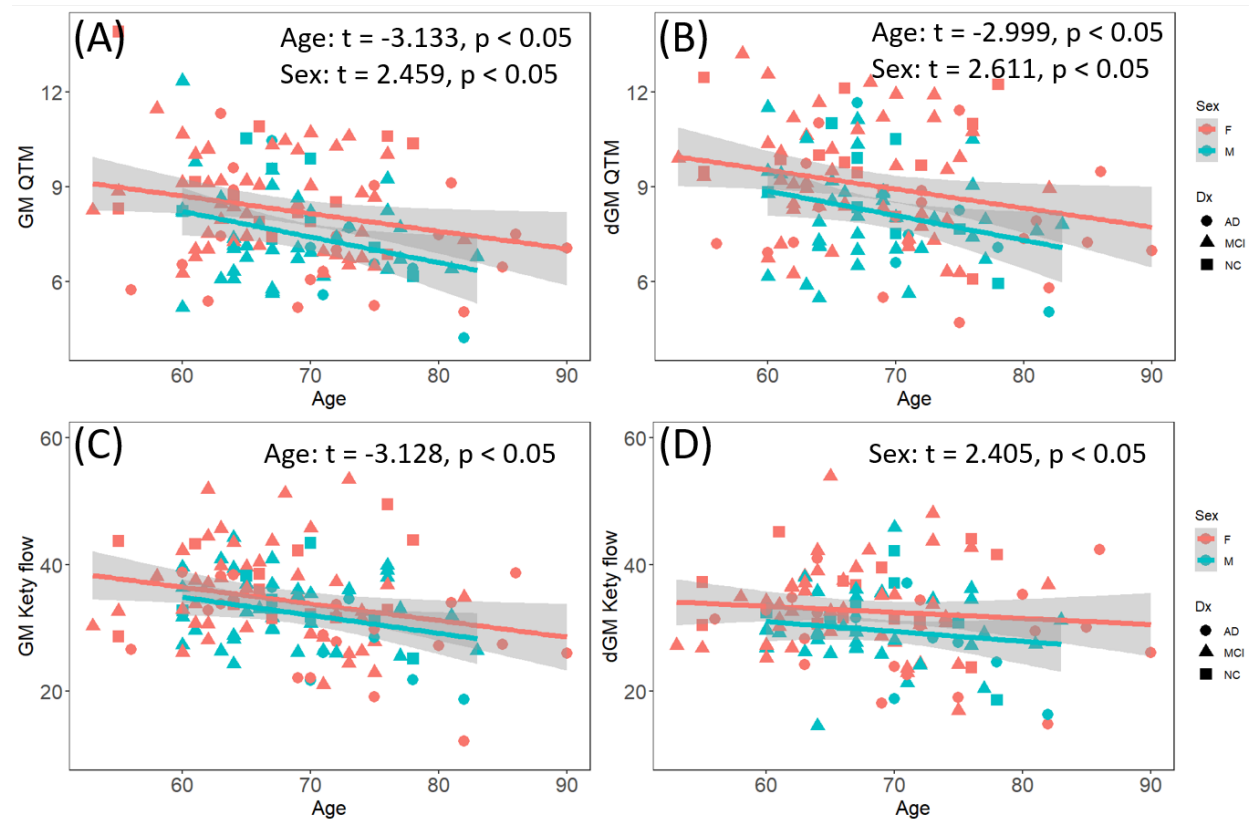 (A)
Age: t = -3.133, p < 0.05
Sex: t = 2.459, p < 0.05
GM QTM
12
9
6
60
70
80
90
Age
(B)
Age: t = -2.999, p < 0.05
Sex: t = 2.611, p < 0.05
dGM QTM
12
9
6
60
70
80
90
Age
Sex
F
M
Dx
AD
MCI
NC
(C)
Age: t = -3.128, p < 0.05
GM Kety flow
60
40
20
60
70
80
90
Age
(D)
Sex: t = 2.405, p < 0.05
dGM Kety flow
60
40
20
60
70
80
90
Age
Sex
F
M
Dx
AD
MCI
NC